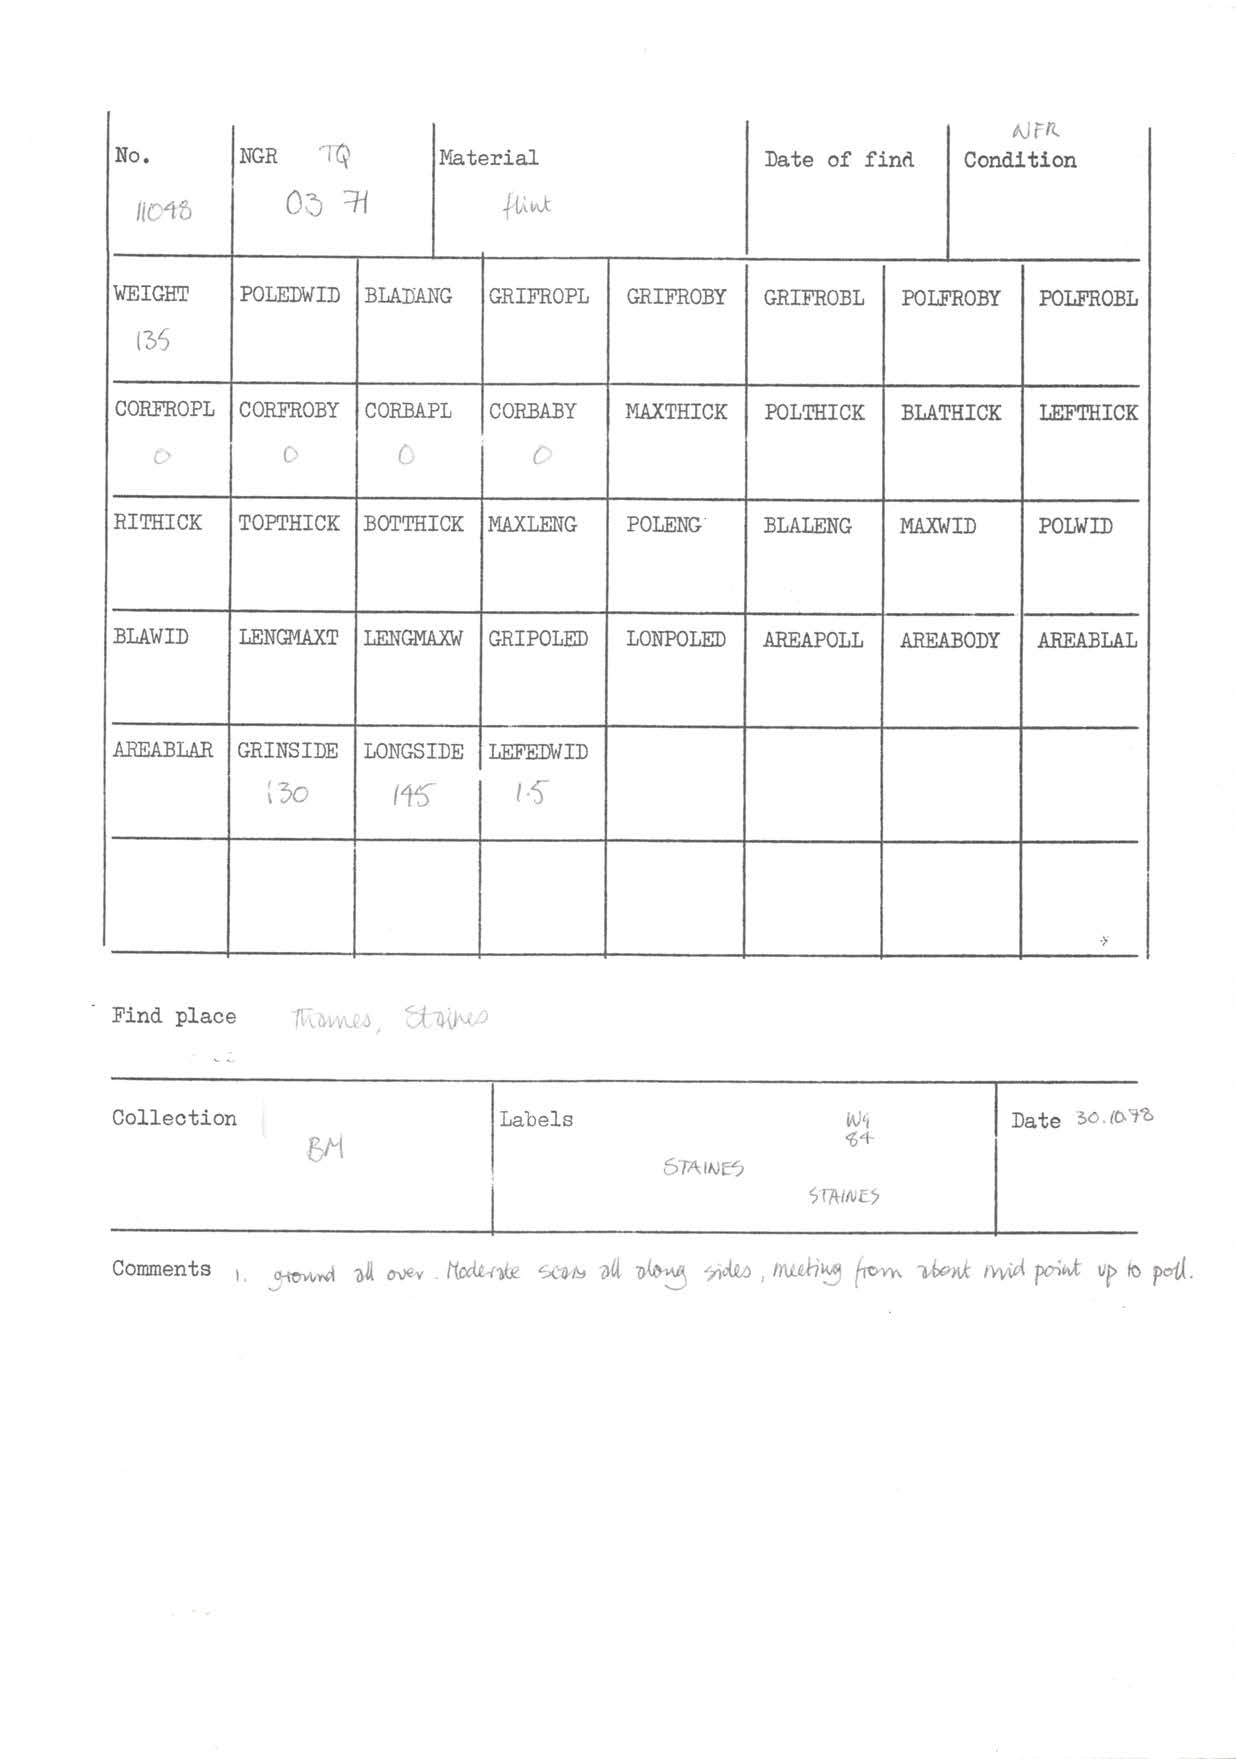 NFR
No. NGR TQ Material Date of find Condition
11048 03 71 flint
WEIGHT POLEDWID BLADANG GRIFROPL GRIFROBY GRIFROBL POLFROBY POLFROBL
135
CORFROPL CORFROBY CORBAPL CORBABY MAXTHICK POLTHICK BLATHICK LEFTHICK
0 0 0 0
RITHICK TOPTHICK BOTTHICK MAXLENG POLENG BLALENG MAXWID POLWID
BLAWID LENGMAXT LENGMAXW GRIPOLED LONPOLED AREAPOLL AREABODY AREABLAL
AREABLAR GRINSIDE LONGSIDE LEFEDWID
130 145 1.5
Find place Thames, Staines
Collection Labels WG Date 30.10.78
84
BM
STAINES
STAINES
Comments 1. ground all over. Moderate scars all along sides, meeting from about mid point up to poll.